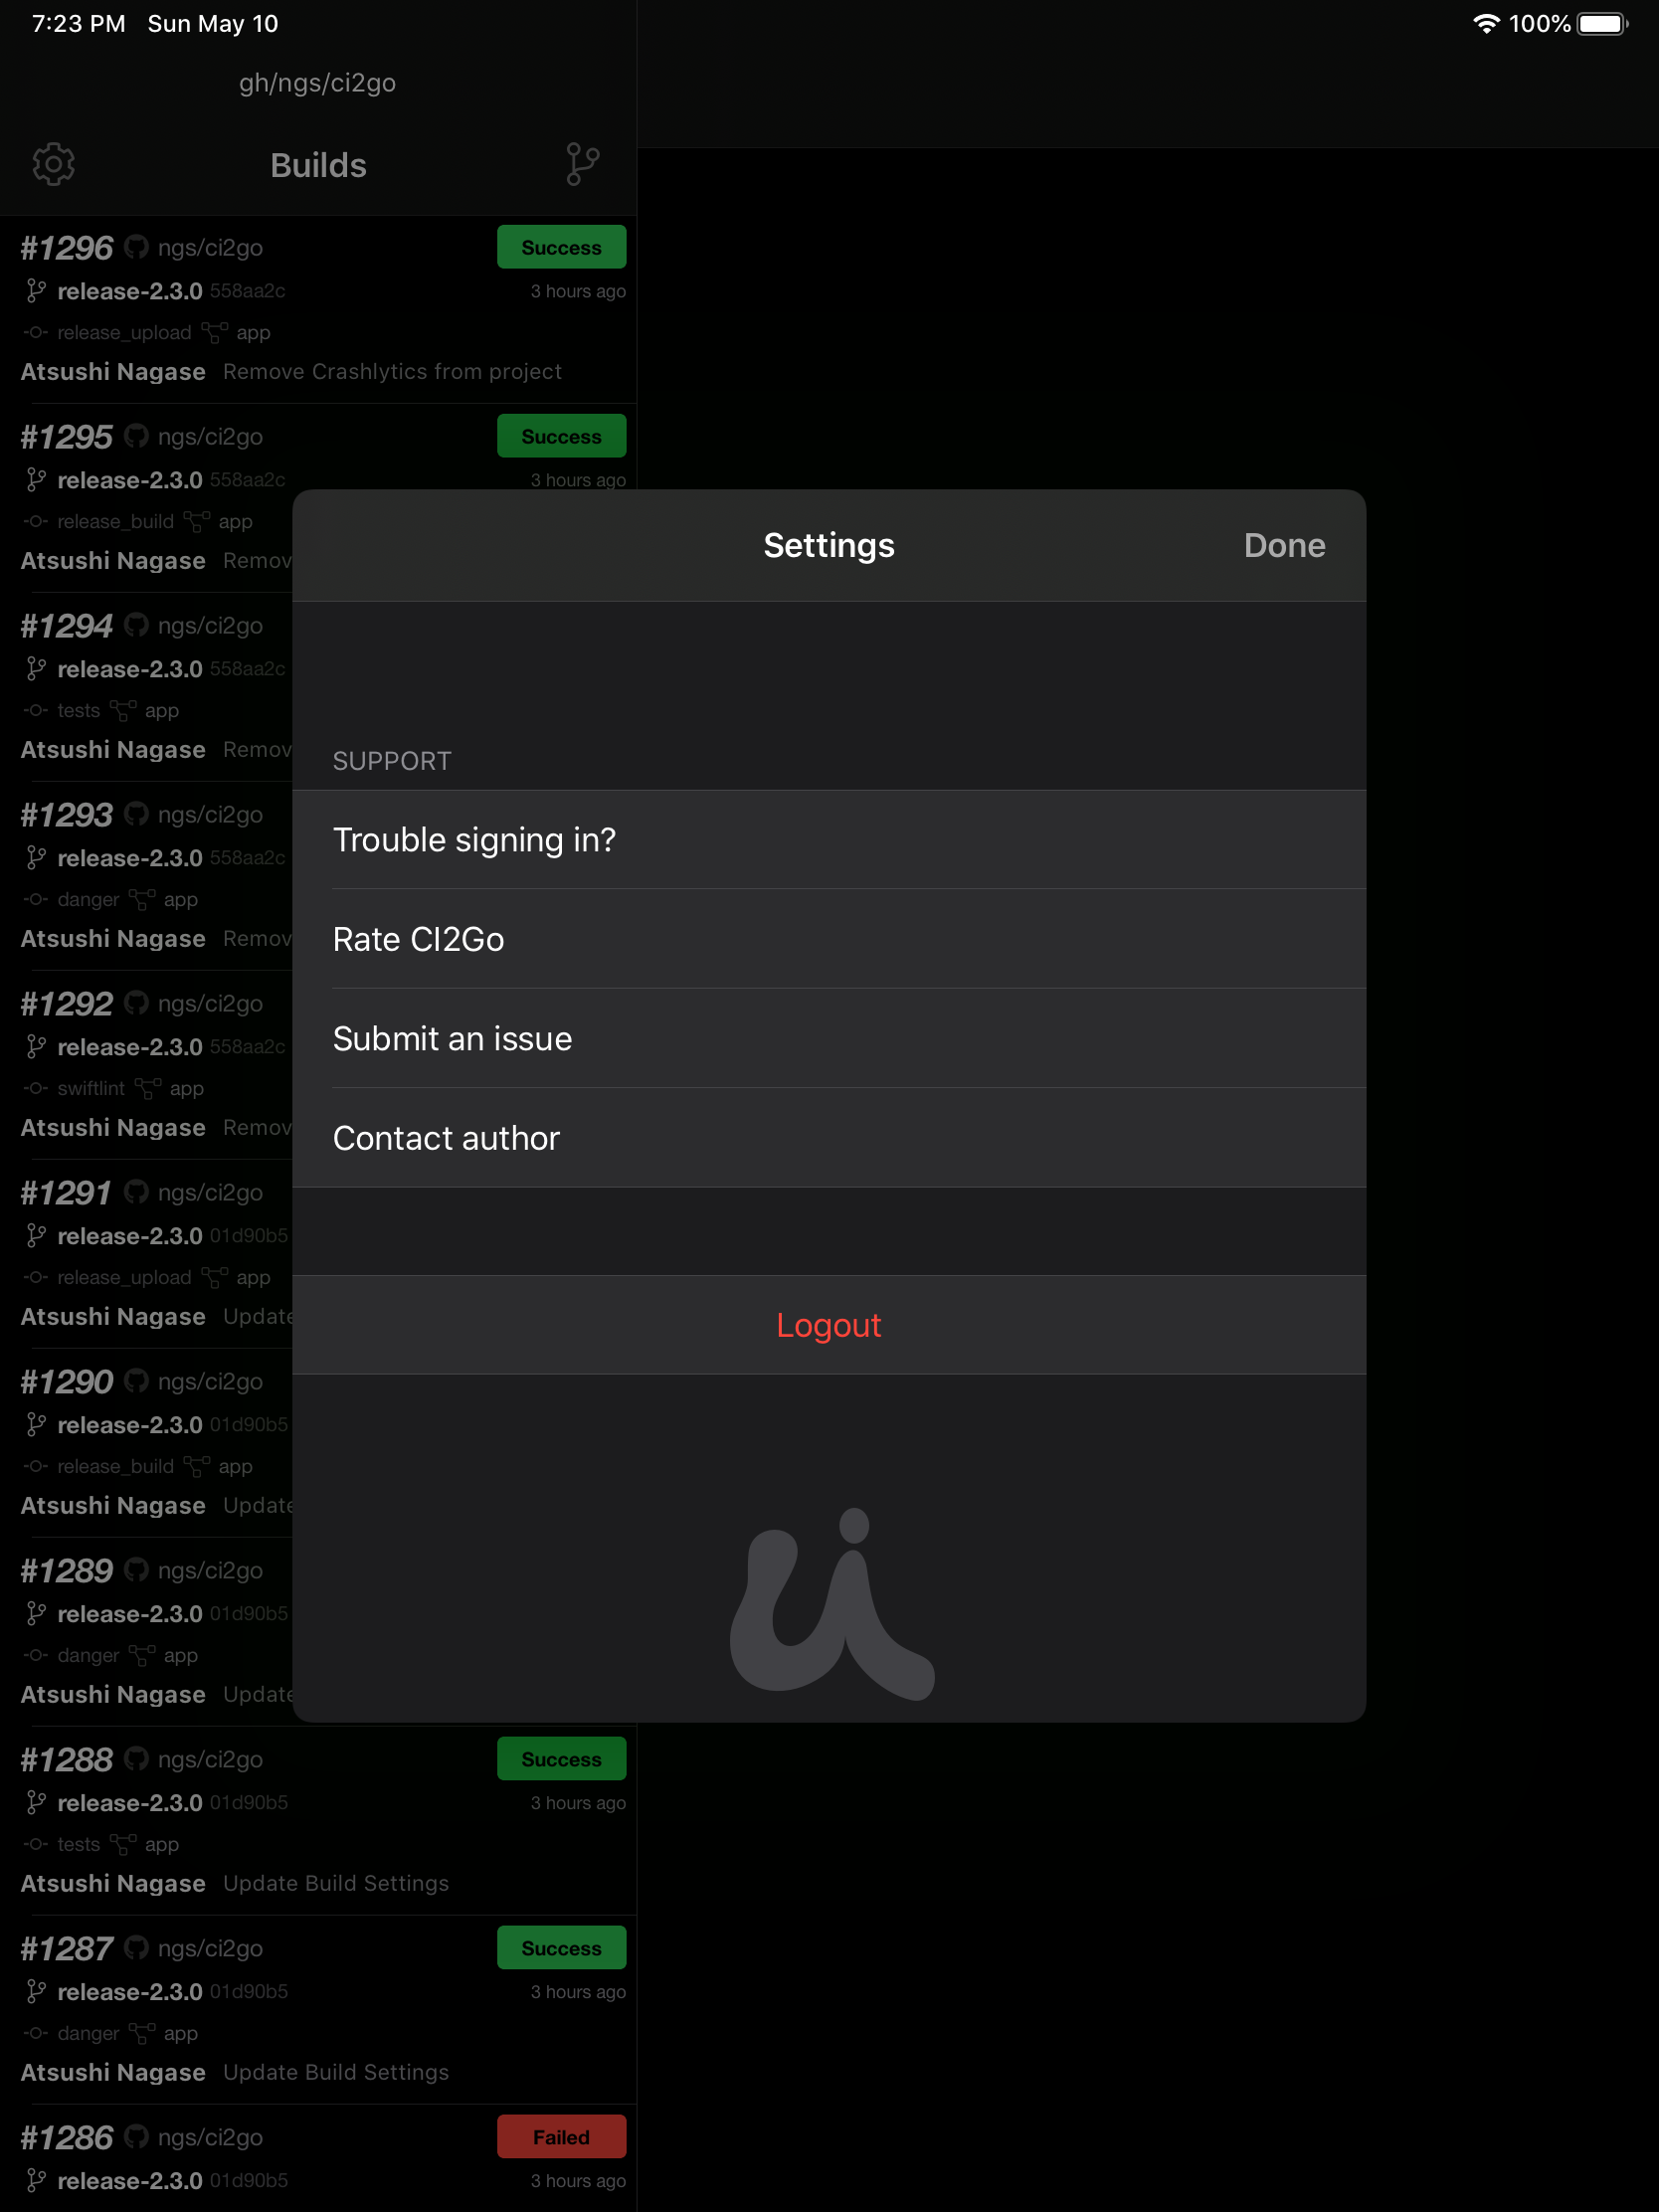 7:23 PM Sun May 10 100%
gh/ngs/ci2go
Builds
#1296 ngs/ci2go Success
release-2.3.0 558aa2c 3 hours ago
release_upload app
Atsushi Nagase Remove Crashlytics from project
#1295 ngs/ci2go Success
release-2.3.0 558aa2c 3 hours ago
release_build app
Atsushi Nagase Remov
#1294 ngs/ci2go
release-2.3.0 558aa2c
tests app
Atsushi Nagase Remov
#1293 ngs/ci2go
release-2.3.0 558aa2c
danger app
Atsushi Nagase Remov
#1292 ngs/ci2go
release-2.3.0 558aa2c
swiftlint app
Atsushi Nagase Remov
#1291 ngs/ci2go
release-2.3.0 01d90b5
release_upload app
Atsushi Nagase Update
#1290 ngs/ci2go
release-2.3.0 01d90b5
release_build app
Atsushi Nagase Update
#1289 ngs/ci2go
release-2.3.0 01d90b5
danger app
Atsushi Nagase Update
#1288 ngs/ci2go Success
release-2.3.0 01d90b5 3 hours ago
tests app
Atsushi Nagase Update Build Settings
#1287 ngs/ci2go Success
release-2.3.0 01d90b5 3 hours ago
danger app
Atsushi Nagase Update Build Settings
#1286 ngs/ci2go Failed
release-2.3.0 01d90b5 3 hours ago
Settings Done
SUPPORT
Trouble signing in?
Rate CI2Go
Submit an issue
Contact author
Logout